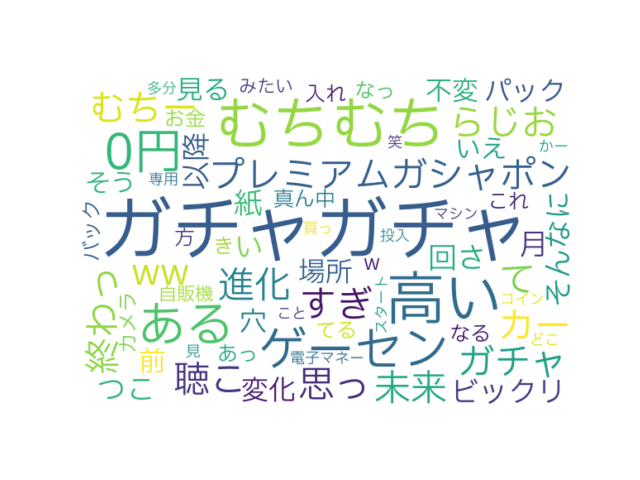 多分
見る
みたい
入れ
なっ
不変
パック
むちー
お金
むちむち
らじお
笑
0円
以降
いえ
かー
そう
専用
プレミアムガシャポン
紙
真ん中
これ
そんなに
バック
ガチャガチャ
方
きい
買っ
投入
マシン
月
回さ
て
ww
進化
場所
w
高い
終わっ
カメラ
自販機
ある
穴
すぎ
こと
スタート
コイン
カー
どこ
てる
なる
ゲーセン
前
見
あっ
電子マネー
ガチャ
つこ
聴こ
変化
思っ
未来
ビックリ